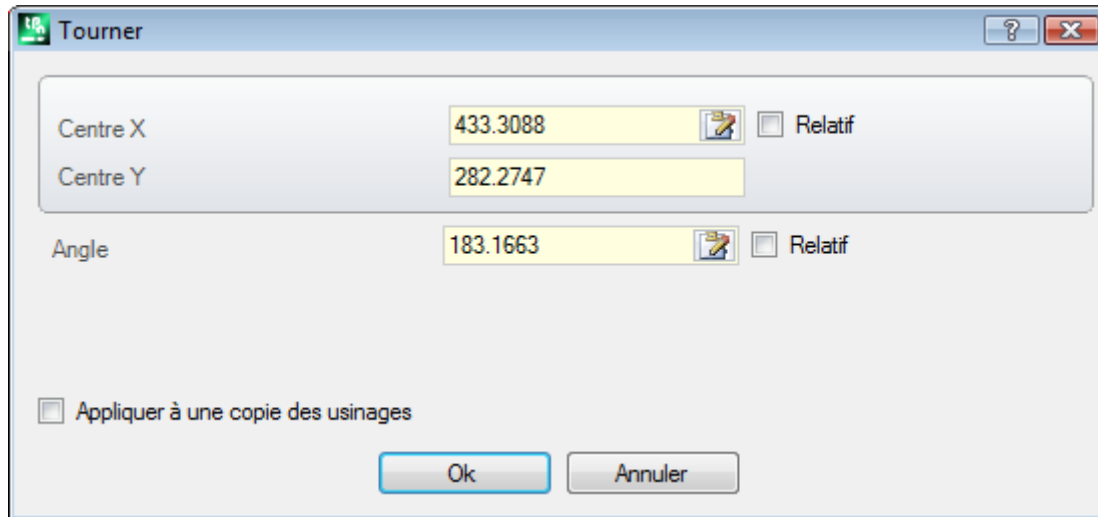 Tourner
Centre X 433.3088 Relatif
Centre Y 282.2747
Angle 183.1663 Relatif
Appliquer à une copie des usinages
Ok Annuler